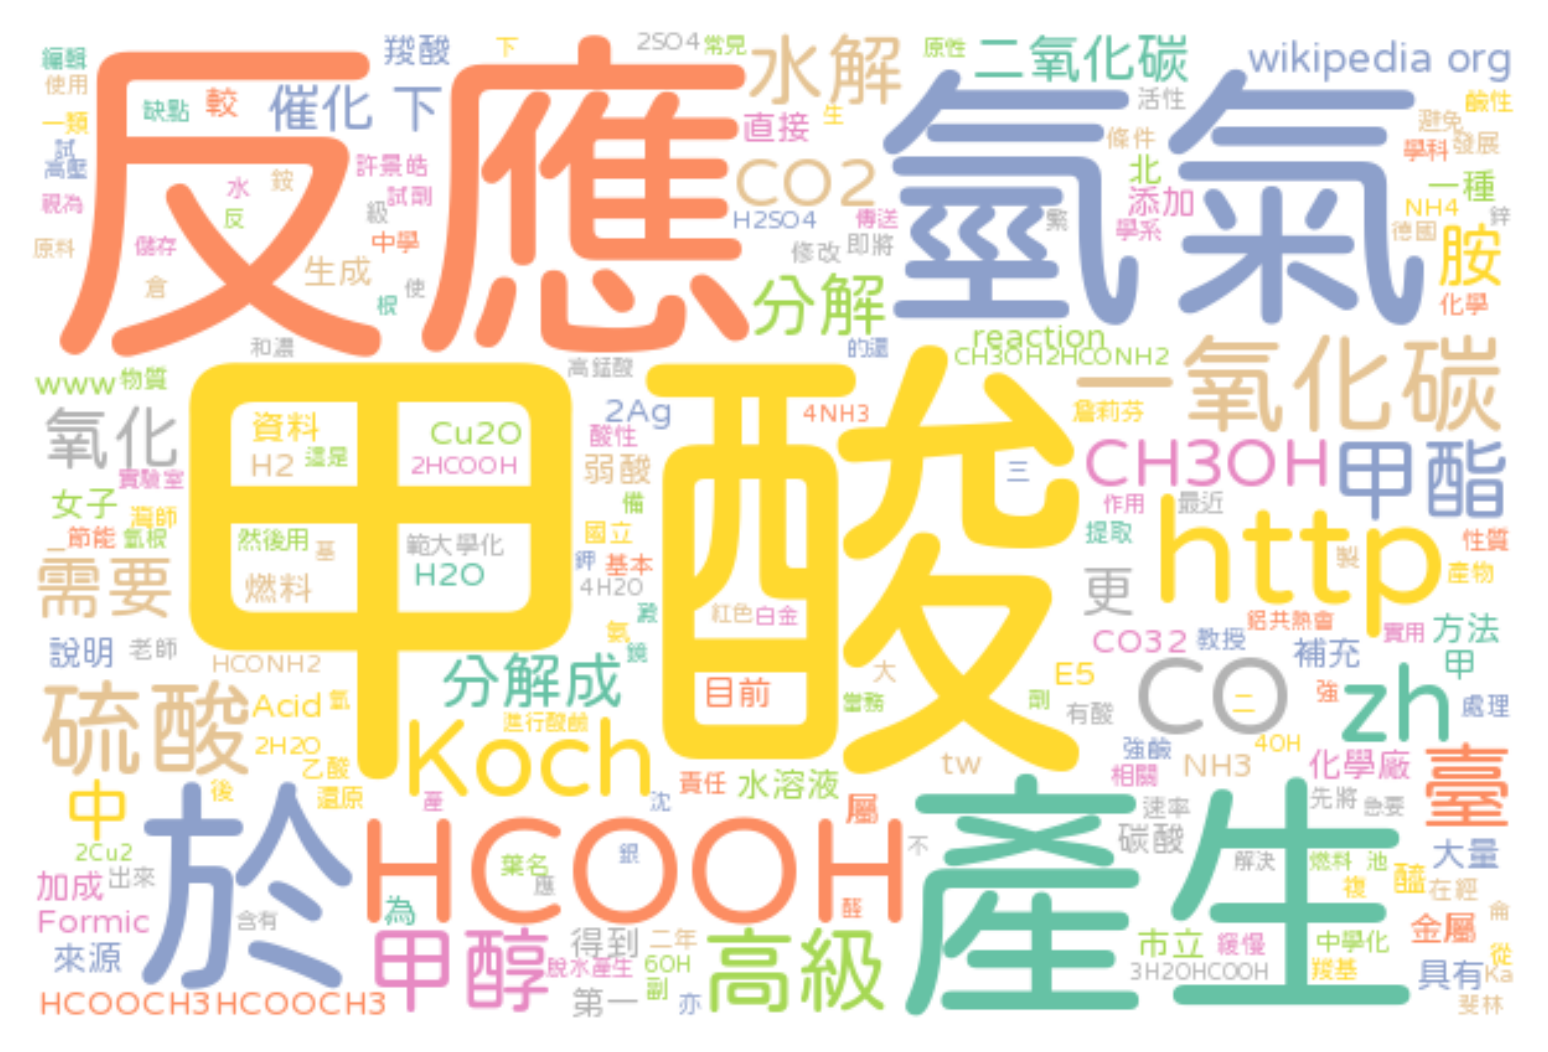 編輯
羧酸
下
2SO4
常見
水解
原性
二氧化碳
wikipedia org
使用
缺點
較
催化
下
反應
直接
生
氫氣
活性
鹼性
一類
試
高壓
許景皓
CO2
條件
避免
發展
學科
視為
水
銨
級
試劑
H2SO4
傳送
繁
北
添加
一種
反
中學
修改
即將
學系
NH4
鋅
原料
儲存
生成
德國
胺
倉
根
使
分解
化學
和濃
高錳酸
的還
reaction
CH3OH2HCONH2
www
物質
甲酸
一氧化碳
氧化
資料
Cu2O
2Ag
4NH3
詹莉芬
H2
這是
2HCOOH
酸性
CH3OH
甲酯
實驗室
弱酸
三
女子
灣師
備
作用
最近
http
_
節能
氫根
然後用
基
範大學化
國立
提取
性質
需要
燃料
H2O
鉀
基本
4H2O
更
製
產物
紅色
白金
澱
鋁共熱會
說明
老師
氨
鏡
CO32
教授
實用
方法
HCONH2
分解成
目前
大
補充
甲
硫酸
Acid
氫
當務
E5
劑
有酸
CO
二
強
zh
處理
進行酸鹼
Koch
2H2O
乙酸
tw
強鹼
4OH
相關
NH3
化學廠
臺
中
後
還原
產
沈
責任
水溶液
屬
速率
先將
急要
2Cu2
於
HCOOH
不
產生
碳酸
大量
加成
出來
葉名
應
銀
解決
燃料
池
Formic
含有
為
醛
複
醯
在經
侖
來源
甲醇
得到
二年
高級
市立
緩慢
中學化
金屬
脫水產生
6OH
3H2OHCOOH
羧基
具有
從
Ka
HCOOCH3HCOOCH3
第一
副
亦
斐林